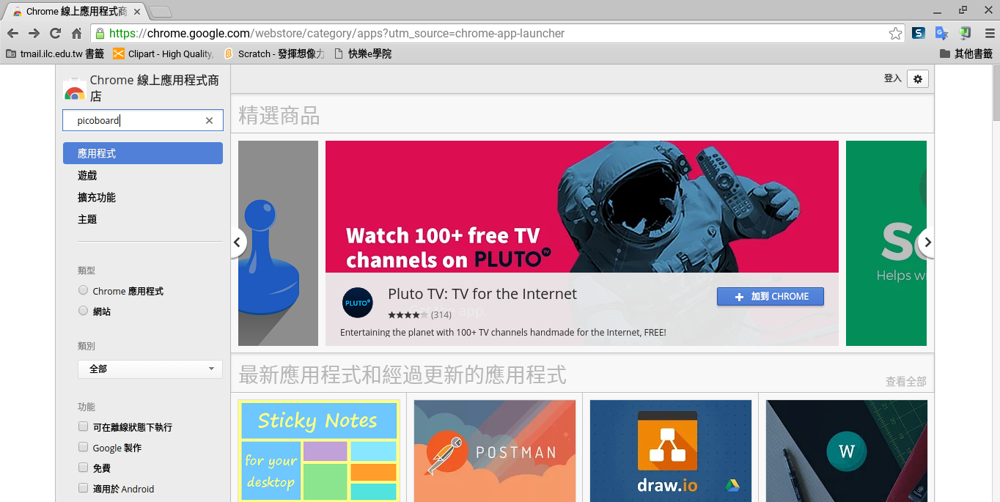 Chrome 線上應用程式商
https://chrome.google.com/webstore/category/apps?utm_source=chrome-app-launcher
tmail.ilc.edu.tw 書籤
Clipart - High Quality,
Scratch - 發揮想像力
快樂e學院
其他書籤
Chrome 線上應用程式商
店
picoboard
應用程式
遊戲
擴充功能
主題
類型
Chrome 應用程式
網站
類別
全部
功能
可在離線狀態下執行
Google 製作
免費
適用於 Android
登入
精選商品
Watch 100+ free TV
channels on PLUTO TV
PLUTO
Pluto TV: TV for the Internet
(314)
加到 CHROME
Entertaining the planet with 100+ TV channels handmade for the Internet, FREE!
Helps wi
最新應用程式和經過更新的應用程式
查看全部
Sticky Notes
for your
desktop
POSTMAN
draw.io
W